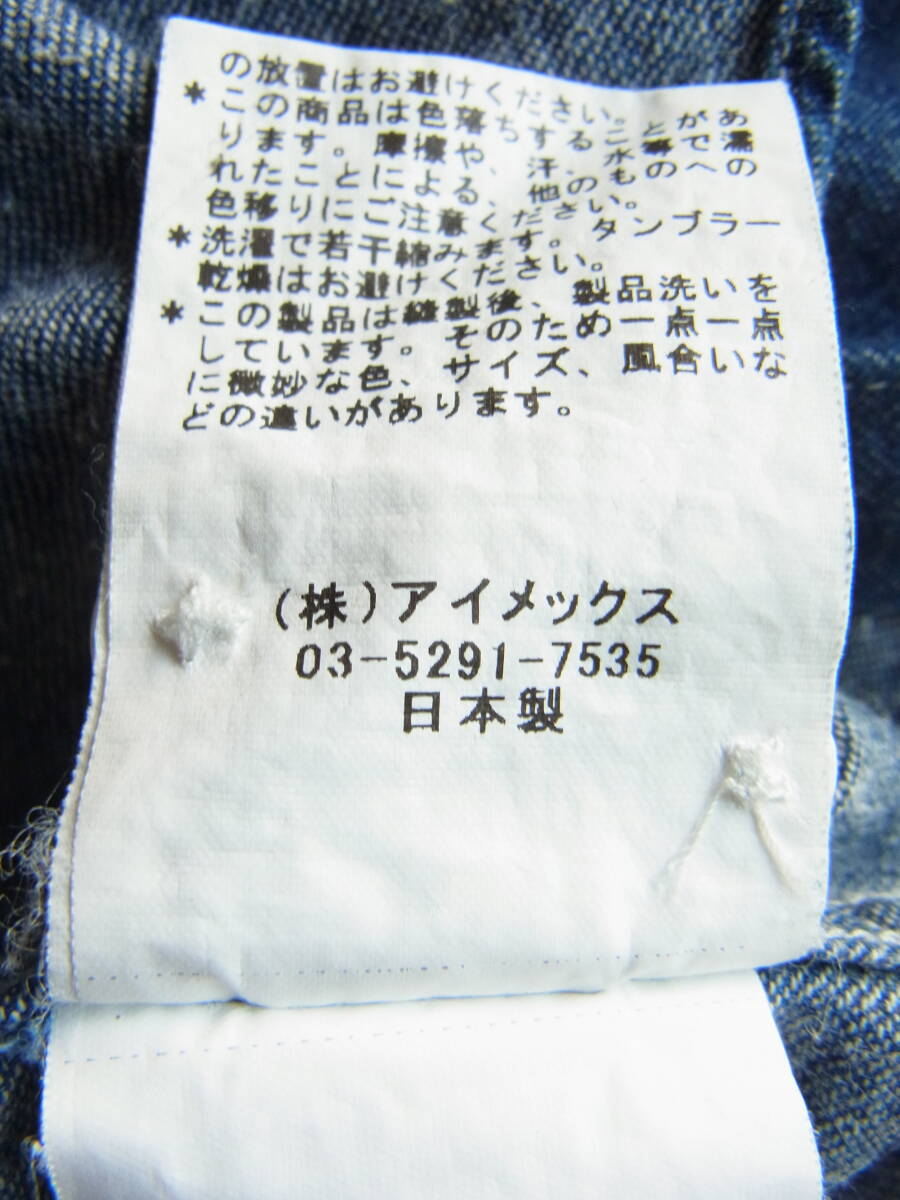 の放置はお避けください。
＊この商品は色落ちすることがあ
ります。摩擦や、汗、水等で濡
れたことによる、他のものへの
色移りにご注意ください。
＊洗濯で若干縮みます。タンブラー
乾燥はお避けください。
＊この製品は縫製後、製品洗いを
しています。そのため一点一点
に微妙な色、サイズ、風合いな
どの違いがあります。
(株)アイメックス
03-5291-7535
日本製